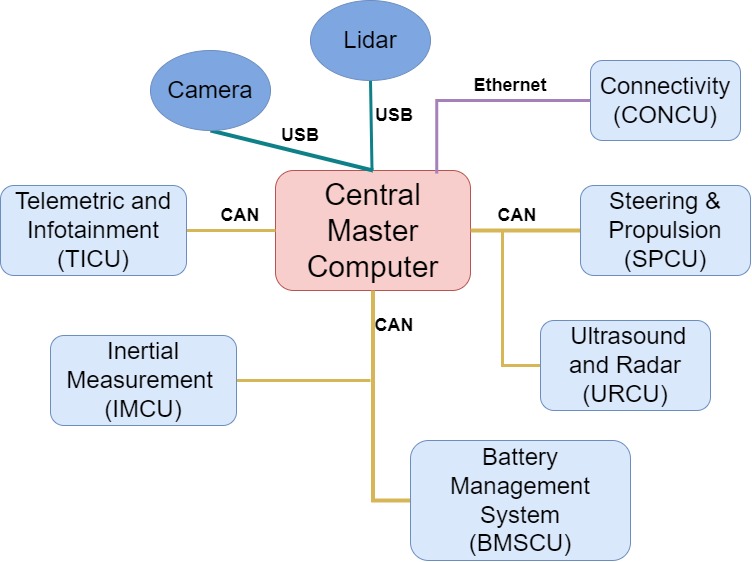 Lidar
Camera
Ethernet
Connectivity
(CONCU)
USB
USB
Telemetric and
Infotainment
(TICU)
CAN
Central
Master
Computer
CAN
Steering &
Propulsion
(SPCU)
CAN
Inertial
Measurement
(IMCU)
Ultrasound
and Radar
(URCU)
Battery
Management
System
(BMSCU)